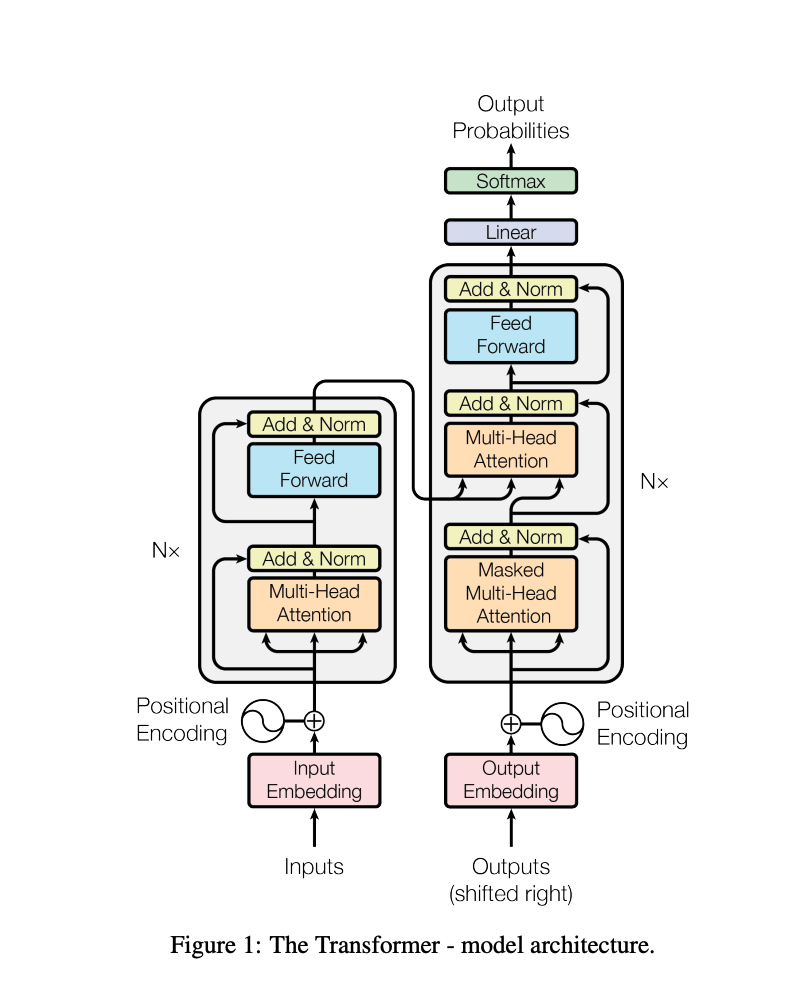 Output
Probabilities
Softmax
Linear
Add & Norm
Feed
Forward
Add & Norm
Multi-Head
Attention
Add & Norm
Masked
Multi-Head
Attention
N×
Add & Norm
Feed
Forward
Add & Norm
Multi-Head
Attention
N×
Positional
Encoding
Positional
Encoding
Input
Embedding
Output
Embedding
Inputs
Outputs
(shifted right)
Figure 1: The Transformer - model architecture.